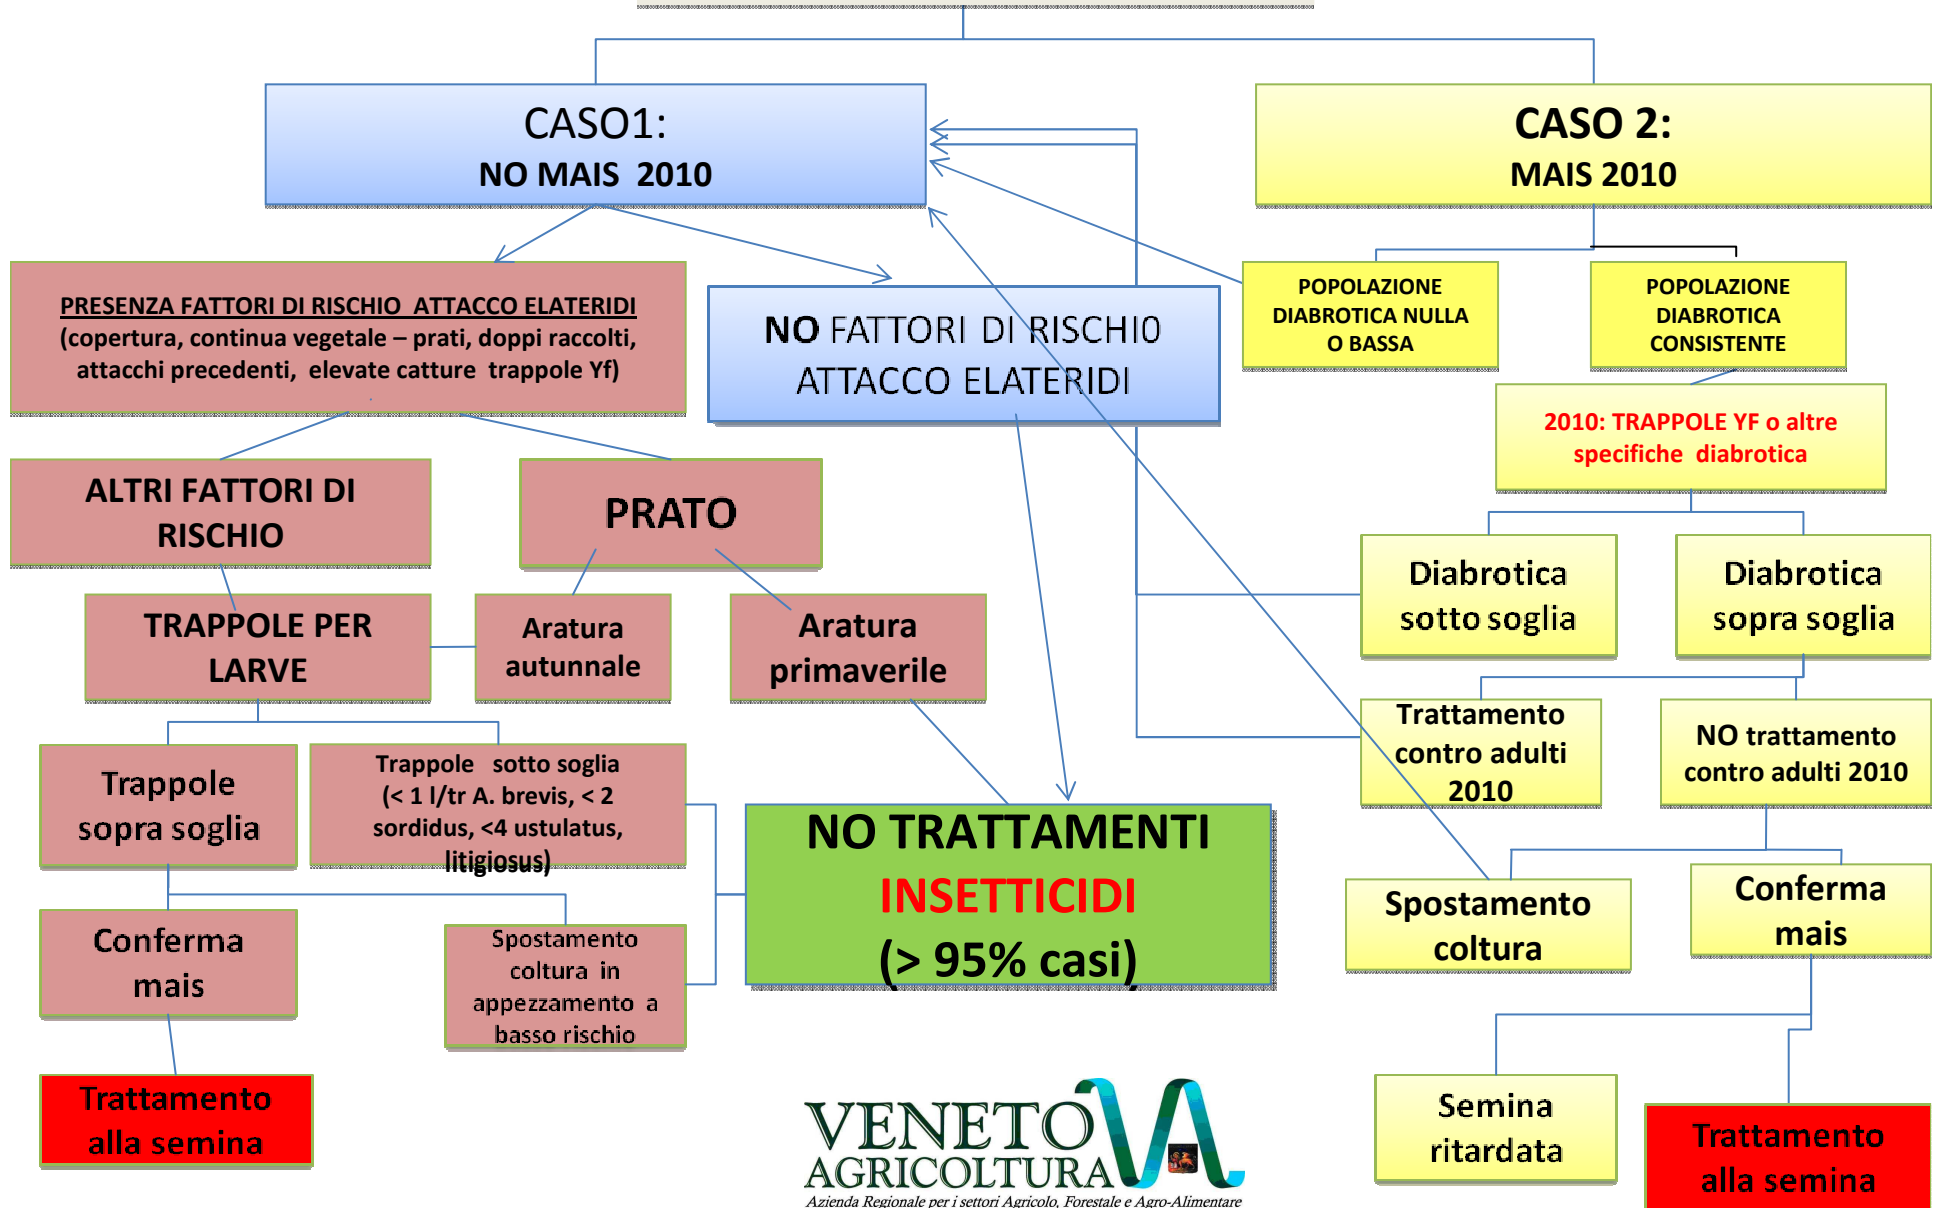 CASO1:
NO MAIS 2010
CASO 2:
MAIS 2010
PRESENZA FATTORI DI RISCHIO ATTACCO ELATERIDI
(copertura, continua vegetale – prati, doppi raccolti,
attacchi precedenti, elevate catture trappole Yf)
.
NO FATTORI DI RISCHI0
ATTACCO ELATERIDI
POPOLAZIONE
DIABROTICA NULLA
O BASSA
POPOLAZIONE
DIABROTICA
CONSISTENTE
2010: TRAPPOLE YF o altre
specifiche diabrotica
ALTRI FATTORI DI
RISCHIO
PRATO
Diabrotica
sotto soglia
Diabrotica
sopra soglia
TRAPPOLE PER
LARVE
Aratura
autunnale
Aratura
primaverile
Trattamento
contro adulti
2010
NO trattamento
contro adulti 2010
Trappole
sopra soglia
Trappole sotto soglia
(< 1 l/tr A. brevis, < 2
sordidus, <4 ustulatus,
litigiosus)
NO TRATTAMENTI
INSETTICIDI
(> 95% casi)
Spostamento
coltura
Conferma
mais
Conferma
mais
Spostamento
coltura in
appezzamento a
basso rischio
Trattamento
alla semina
Semina
ritardata
Trattamento
alla semina
VENETO
AGRICOLTURA
Azienda Regionale per i settori Agricolo, Forestale e Agro-Alimentare